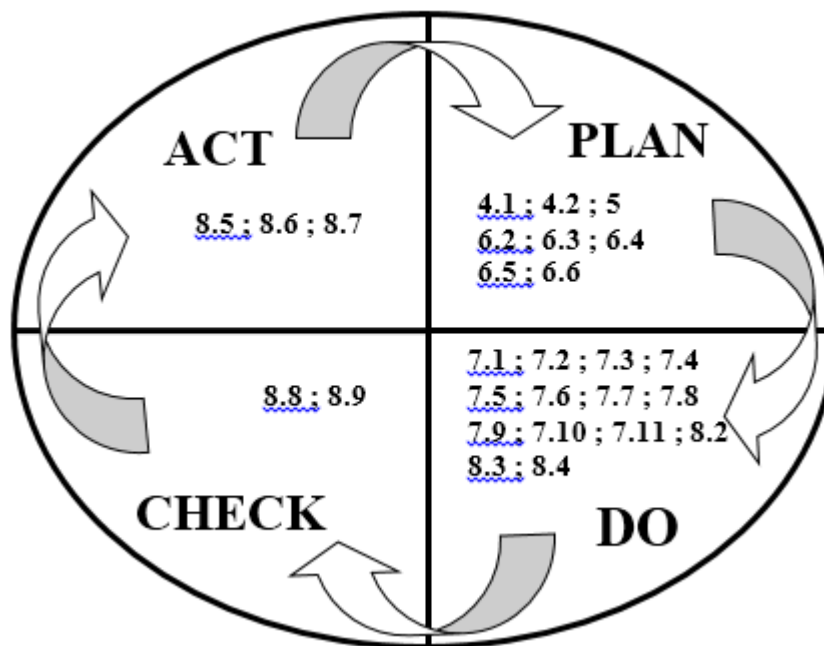 ACT
8.5 ; 8.6 ; 8.7
PLAN
4.1 ; 4.2 ; 5
6.2 ; 6.3 ; 6.4
6.5 ; 6.6
8.8 ; 8.9
CHECK
7.1 ; 7.2 ; 7.3 ; 7.4
7.5 ; 7.6 ; 7.7 ; 7.8
7.9 ; 7.10 ; 7.11 ; 8.2
8.3 ; 8.4
DO